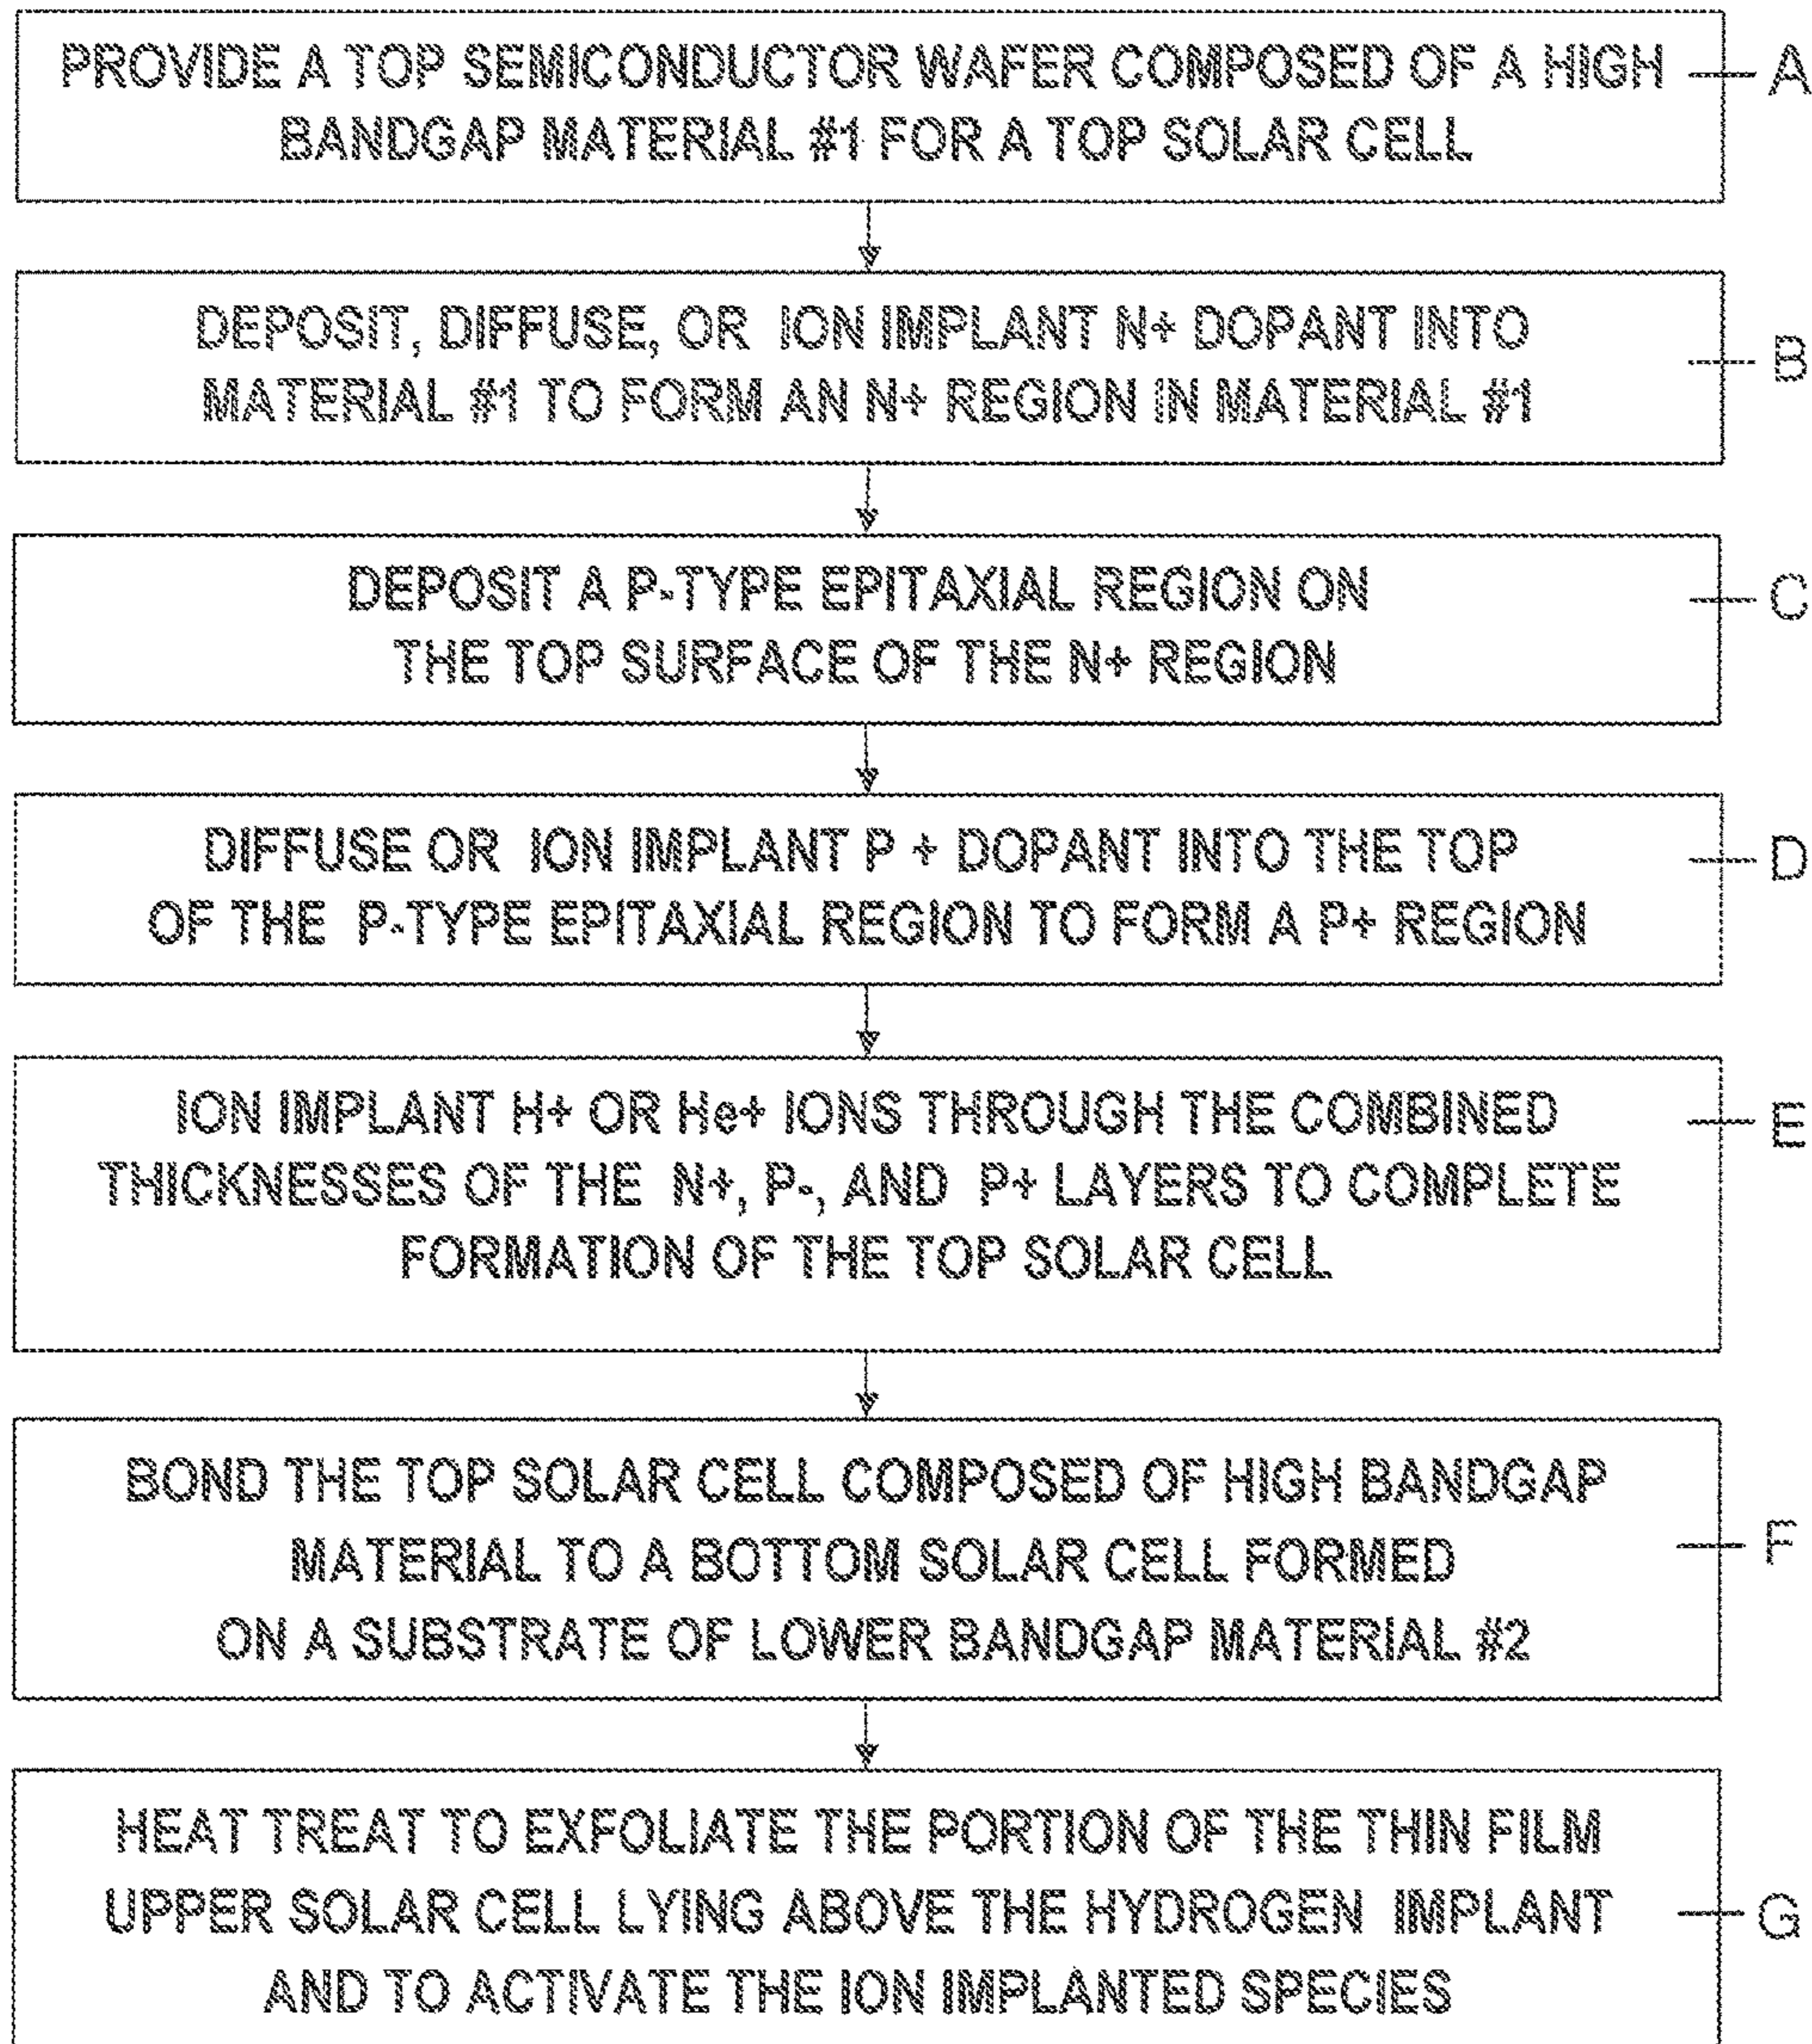 PROVIDE A TOP SEMICONDUCTOR WAFER COMPOSED OF A HIGH
BANDGAP MATERIAL #1 FOR A TOP SOLAR CELL
A
DEPOSIT, DIFFUSE, OR ION IMPLANT N+ DOPANT INTO
MATERIAL #1 TO FORM AN N+ REGION IN MATERIAL #1
B
DEPOSIT A P-TYPE EPITAXIAL REGION ON
THE TOP SURFACE OF THE N+ REGION
C
DIFFUSE OR ION IMPLANT P + DOPANT INTO THE TOP
OF THE P-TYPE EPITAXIAL REGION TO FORM A P+ REGION
D
ION IMPLANT H+ OR He+ IONS THROUGH THE COMBINED
THICKNESSES OF THE N+, P-, AND P+ LAYERS TO COMPLETE
FORMATION OF THE TOP SOLAR CELL
E
BOND THE TOP SOLAR CELL COMPOSED OF HIGH BANDGAP
MATERIAL TO A BOTTOM SOLAR CELL FORMED
ON A SUBSTRATE OF LOWER BANDGAP MATERIAL #2
F
HEAT TREAT TO EXFOLIATE THE PORTION OF THE THIN FILM
UPPER SOLAR CELL LYING ABOVE THE HYDROGEN IMPLANT
AND TO ACTIVATE THE ION IMPLANTED SPECIES
G